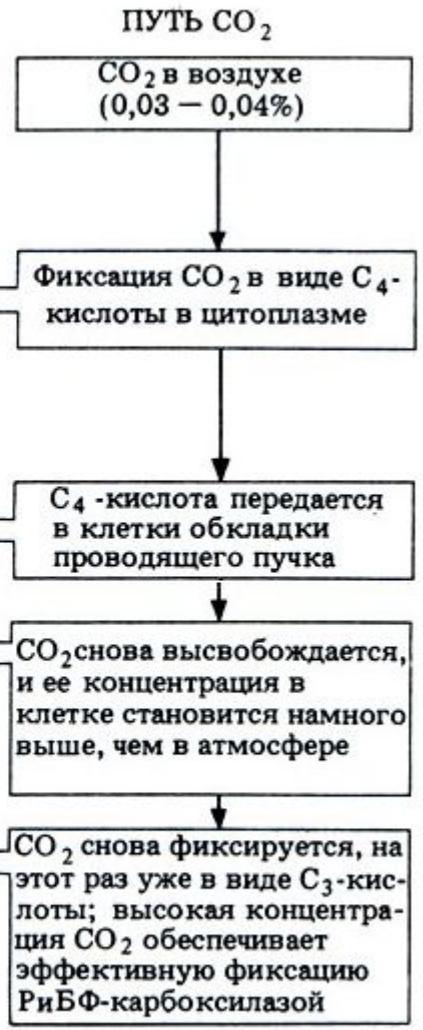 ПУТЬ CO₂
CO₂ в воздухе
(0,03 — 0,04%)
Фиксация CO₂ в виде C₄-
кислоты в цитоплазме
C₄ -кислота передается
в клетки обкладки
проводящего пучка
CO₂ снова высвобождается,
и ее концентрация в
клетке становится намного
выше, чем в атмосфере
CO₂ снова фиксируется, на
этот раз уже в виде C₃-кис-
лоты; высокая концентра-
ция CO₂ обеспечивает
эффективную фиксацию
РиБФ-карбоксилазой